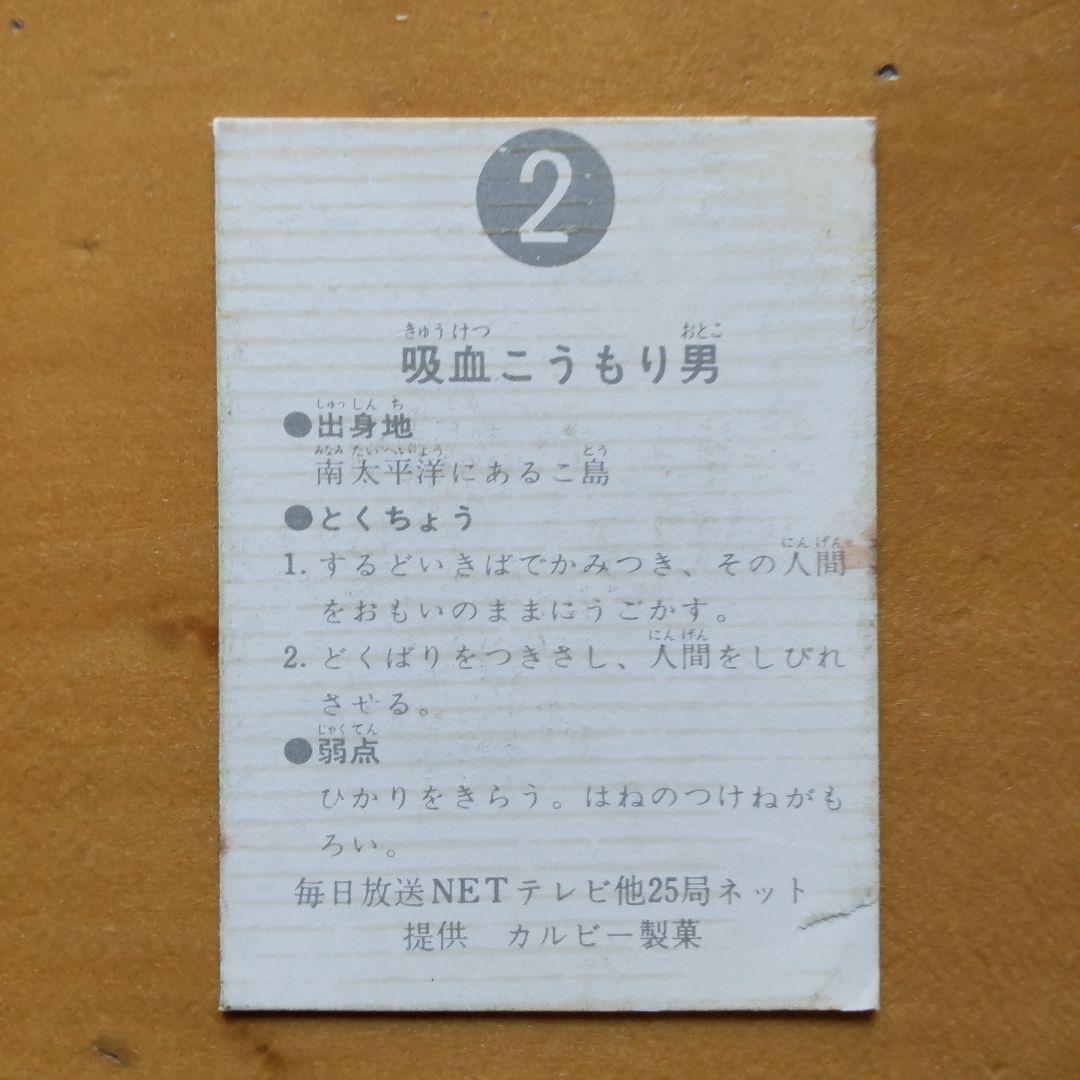 2
きゅうけつ おとこ
吸血こうもり男
しゅっしんち
●出身地
みなみたいへいよう とう
南太平洋にあるこ島
●とくちょう
にんげん
1. するどいきばでかみつき、その人間
をおもいのままにうごかす。
にんげん
2. どくばりをつきさし、人間をしびれ
させる。
じゃくてん
●弱点
ひかりをきらう。はねのつけねがも
ろい。
毎日放送NETテレビ他25局ネット
提供 カルビー製菓